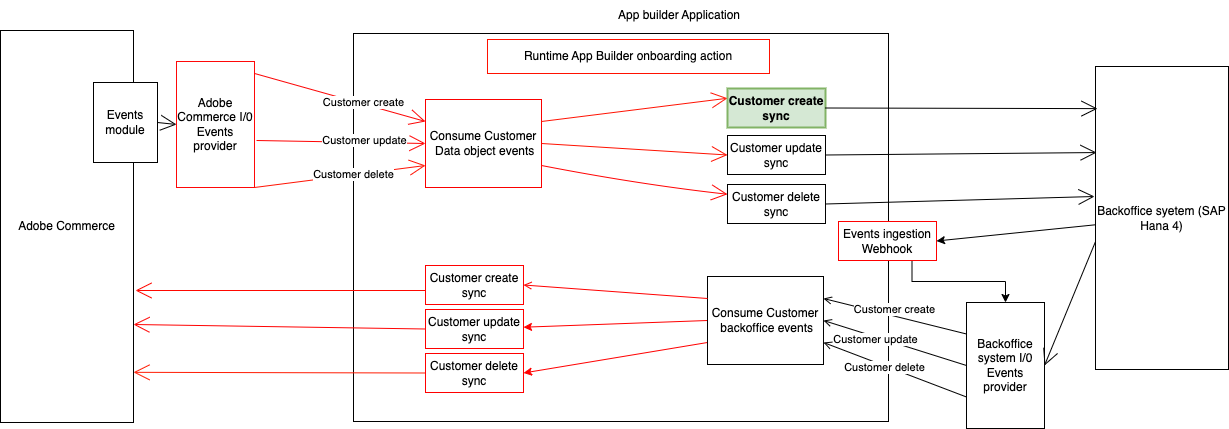 App builder Application
Runtime App Builder onboarding action
Events
module
Adobe
Commerce I/0
Events
provider
Customer create
Customer update
Customer delete
Consume Customer
Data object events
Customer create
sync
Customer update
sync
Customer delete
sync
Adobe Commerce
Backoffice syetem (SAP
Hana 4)
Events ingestion
Webhook
Customer create
sync
Customer update
sync
Customer delete
sync
Consume Customer
backoffice events
Customer create
Customer update
Customer delete
Backoffice
system I/0
Events
provider